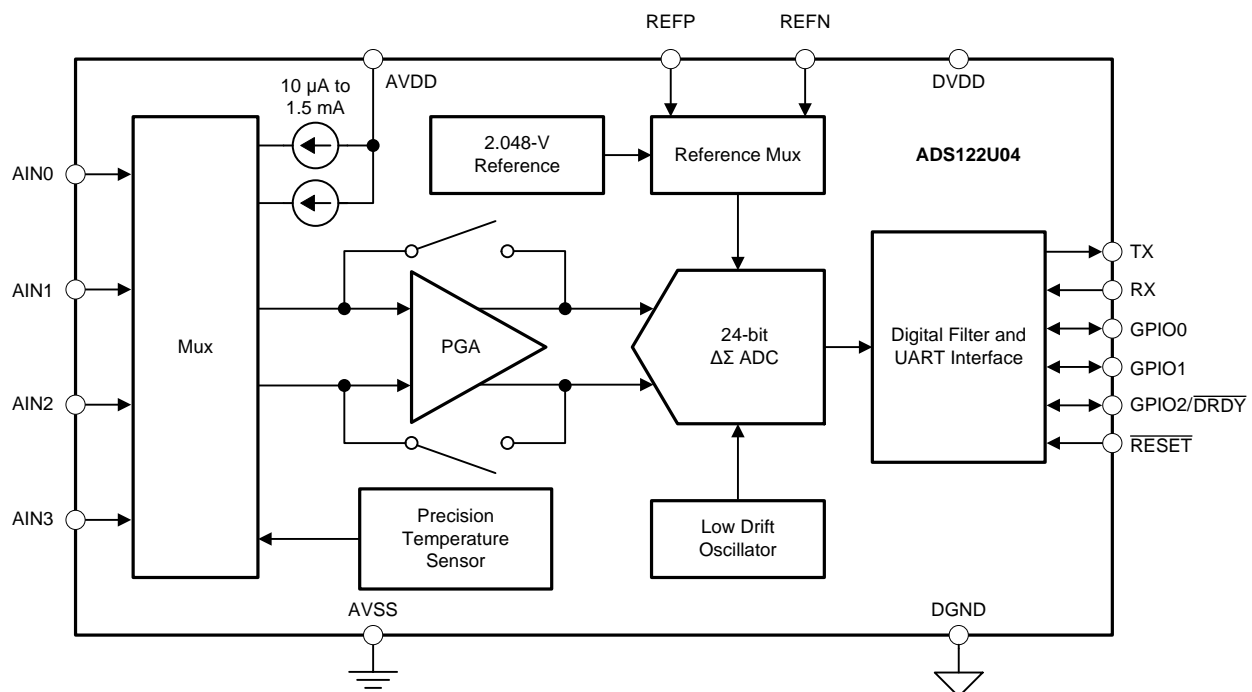 REFP
REFN
AVDD
DVDD
10 µA to
1.5 mA
2.048-V
Reference
Reference Mux
ADS122U04
AIN0
AIN1
AIN2
AIN3
Mux
PGA
24-bit
ΔΣ ADC
Digital Filter and
UART Interface
TX
RX
GPIO0
GPIO1
GPIO2/D̅R̅D̅Y̅
R̅E̅S̅E̅T̅
Precision
Temperature
Sensor
Low Drift
Oscillator
AVSS
DGND